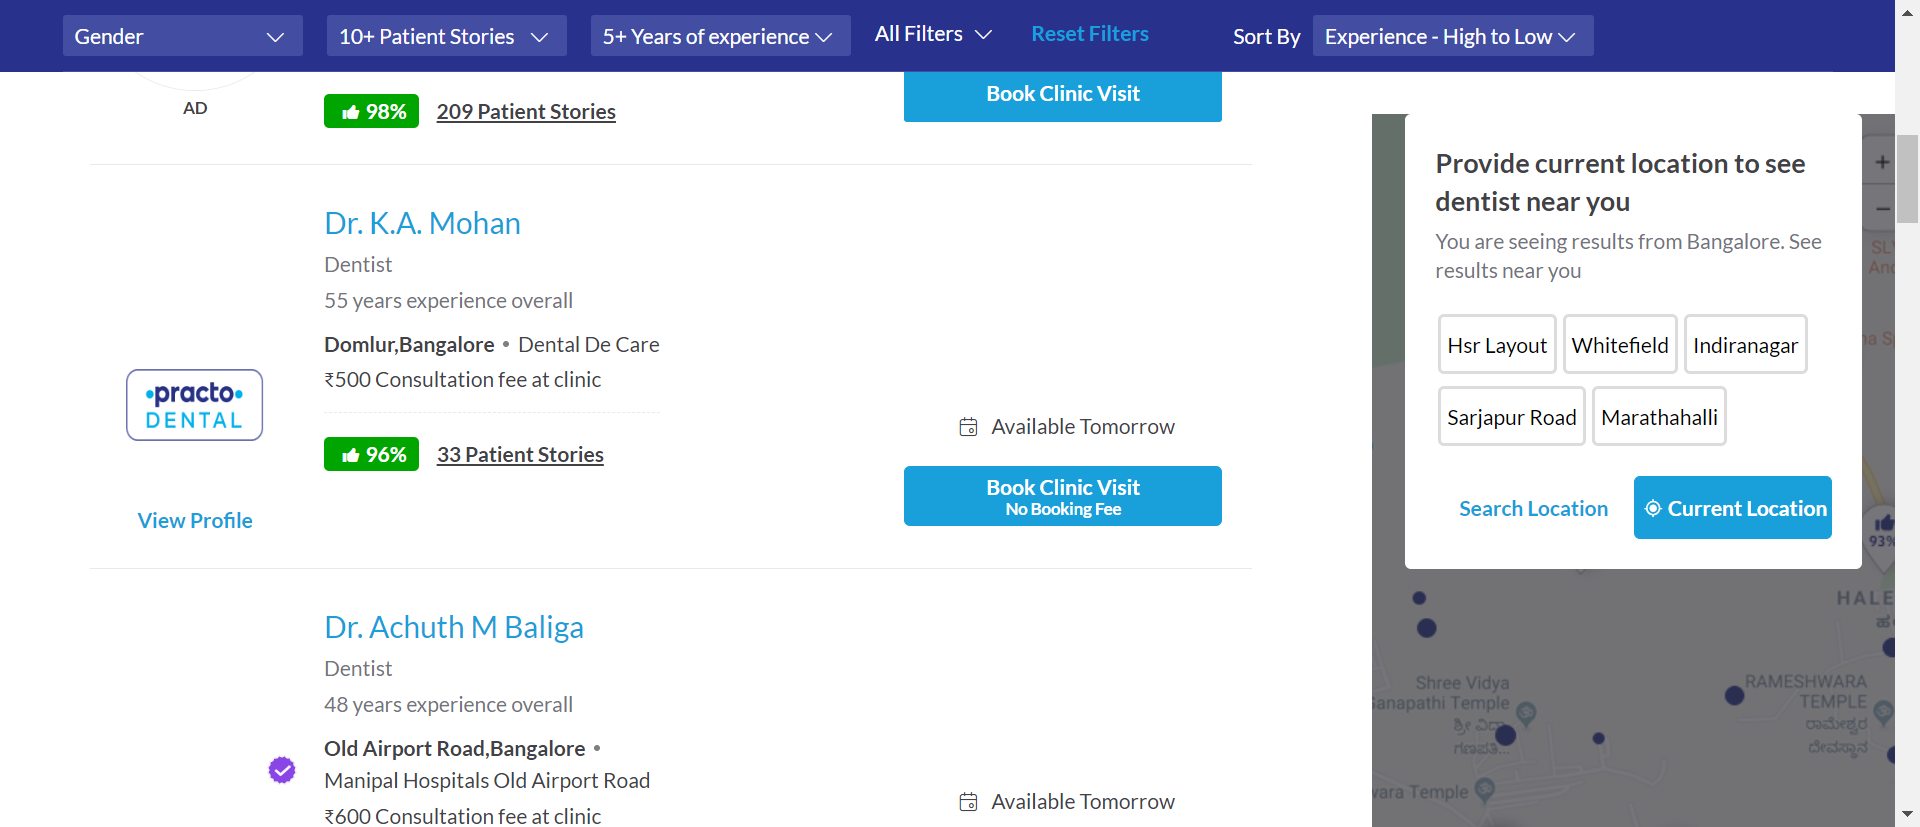 Gender
10+ Patient Stories
5+ Years of experience
All Filters
Reset Filters
Sort By
Experience - High to Low
AD
98%
209 Patient Stories
Book Clinic Visit
Dr. K.A. Mohan
Dentist
55 years experience overall
Domlur,Bangalore • Dental De Care
₹500 Consultation fee at clinic
96%
33 Patient Stories
practo
DENTAL
View Profile
Available Tomorrow
Book Clinic Visit
No Booking Fee
Dr. Achuth M Baliga
Dentist
48 years experience overall
Old Airport Road,Bangalore •
Manipal Hospitals Old Airport Road
₹600 Consultation fee at clinic
Available Tomorrow
Provide current location to see
dentist near you
You are seeing results from Bangalore. See
results near you
Hsr Layout
Whitefield
Indiranagar
Sarjapur Road
Marathahalli
Search Location
Current Location
93%
HALE
Shree Vidya
Ganapathi Temple
ಶ್ರೀ ವಿದ್ಯಾ
ಗಣಪತಿ...
RAMESHWARA
TEMPLE
ರಾಮೇಶ್ವರ
ದೇವಸ್ಥಾನ
wara Temple